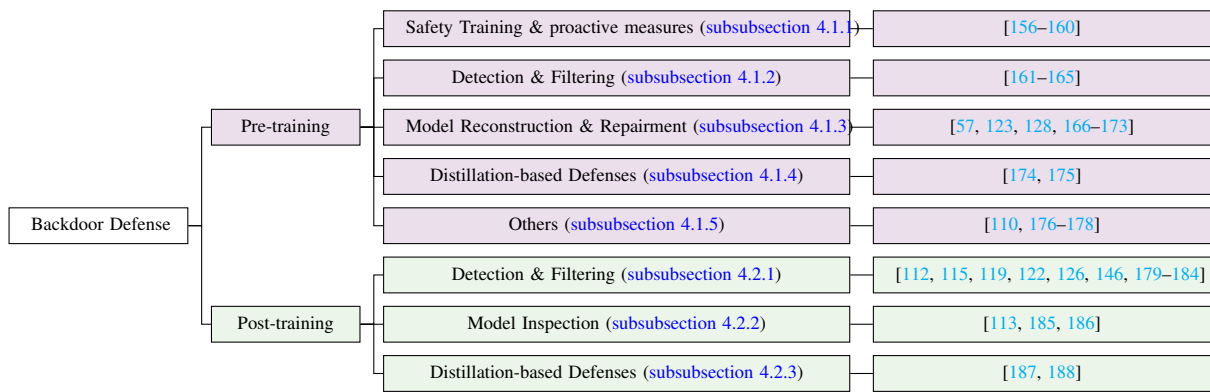 Safety Training & proactive measures (subsubsection 4.1.1)
[156–160]
Detection & Filtering (subsubsection 4.1.2)
[161–165]
Pre-training
Model Reconstruction & Repairment (subsubsection 4.1.3)
[57, 123, 128, 166–173]
Distillation-based Defenses (subsubsection 4.1.4)
[174, 175]
Backdoor Defense
Others (subsubsection 4.1.5)
[110, 176–178]
Detection & Filtering (subsubsection 4.2.1)
[112, 115, 119, 122, 126, 146, 179–184]
Post-training
Model Inspection (subsubsection 4.2.2)
[113, 185, 186]
Distillation-based Defenses (subsubsection 4.2.3)
[187, 188]